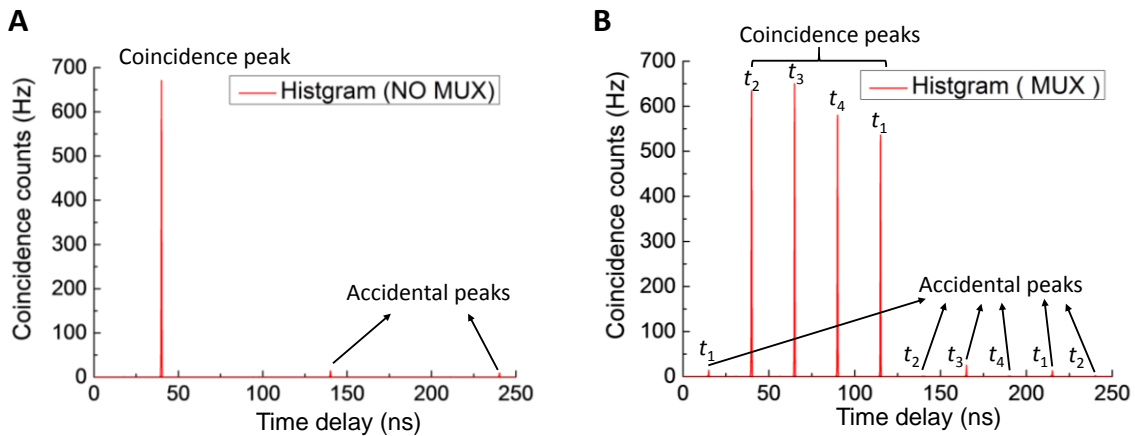 A
Coincidence peak
Histgram (NO MUX)
Coincidence counts (Hz)
700
600
500
400
300
200
100
0
Accidental peaks
0 50 100 150 200 250
Time delay (ns)
B
Coincidence peaks
Histgram ( MUX )
t2 t3 t4 t1
Coincidence counts (Hz)
700
600
500
400
300
200
100
0
Accidental peaks
t1 t2 t3 t4 t1 t2
0 50 100 150 200 250
Time delay (ns)